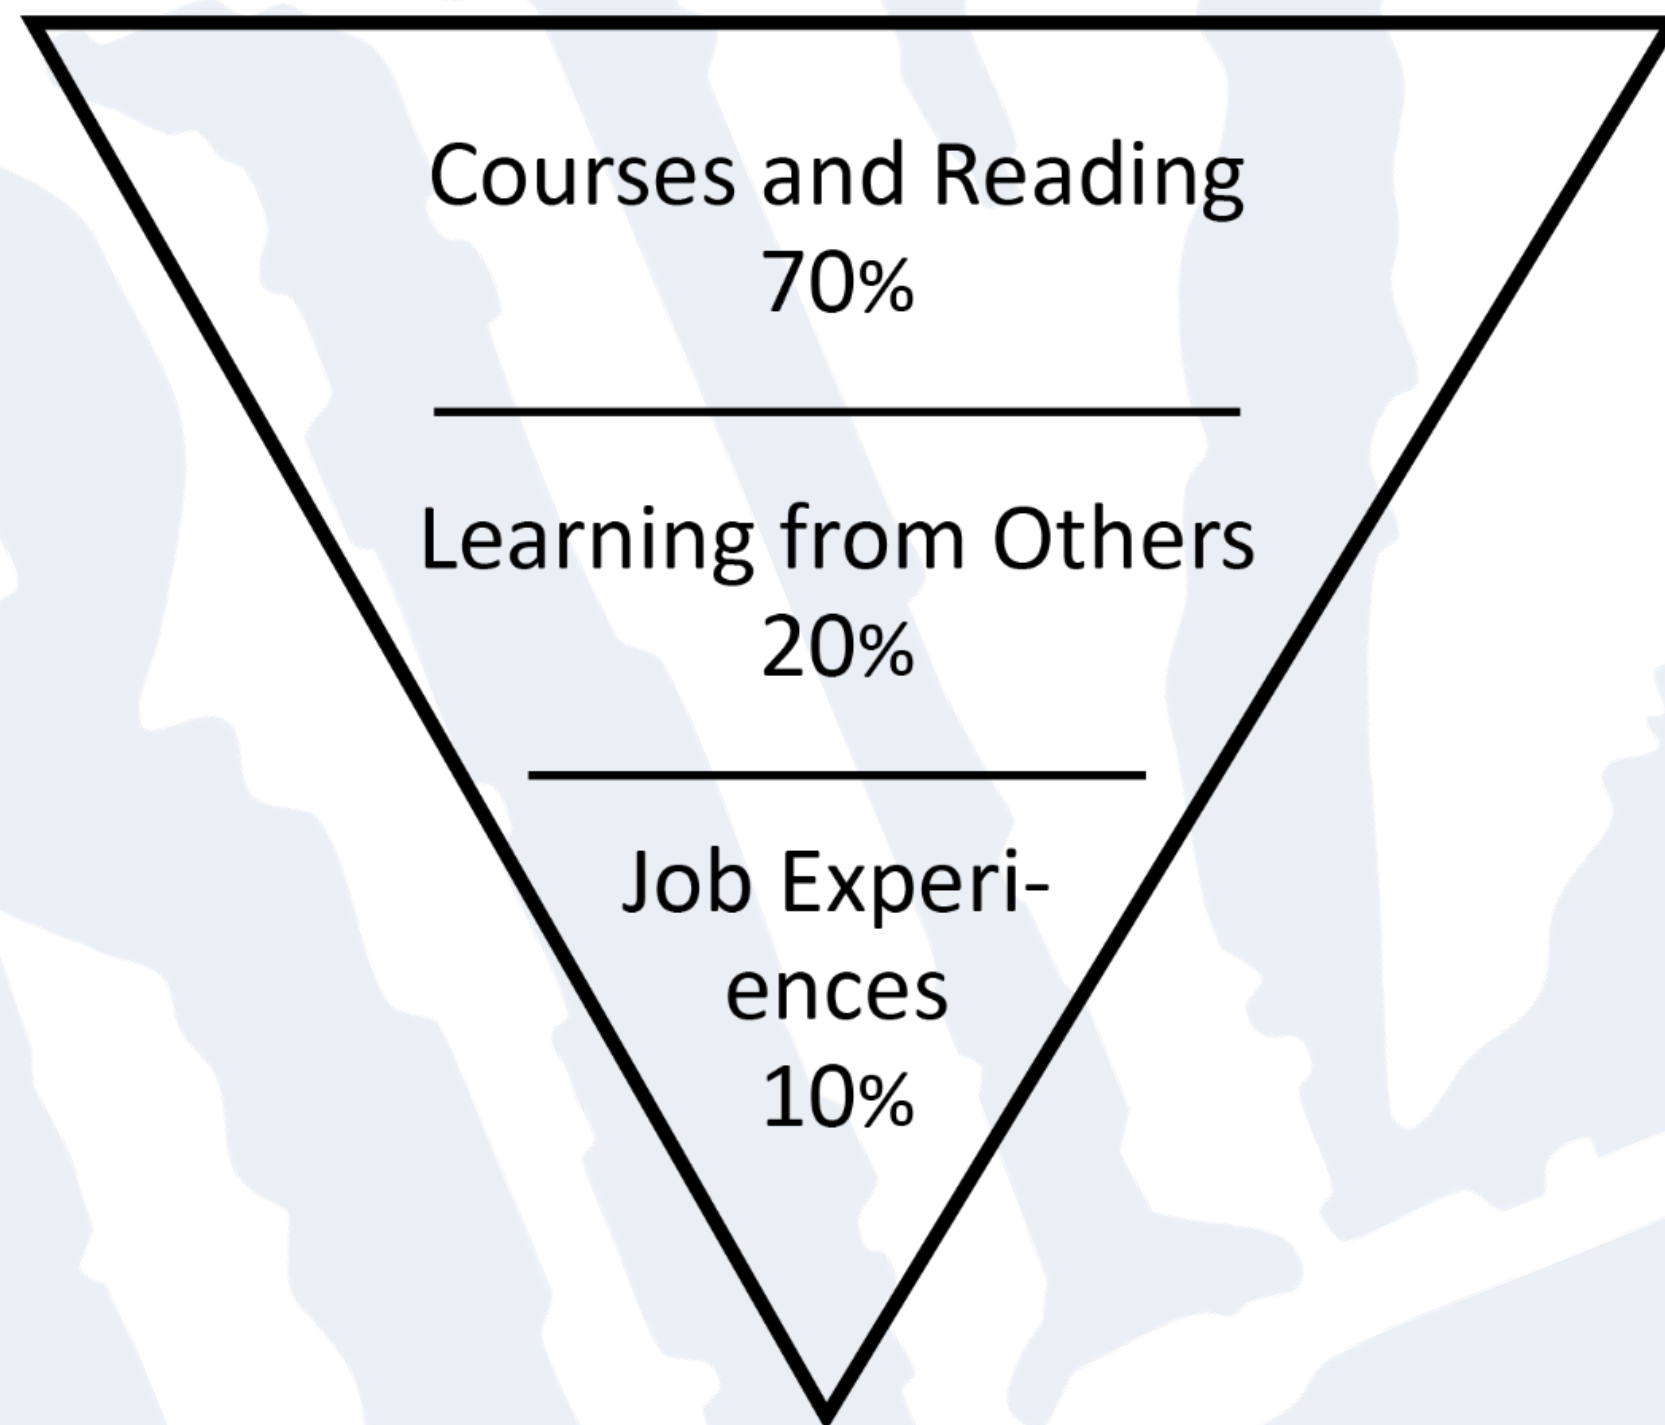 Courses and Reading
70%
Learning from Others
20%
Job Experi-
ences
10%